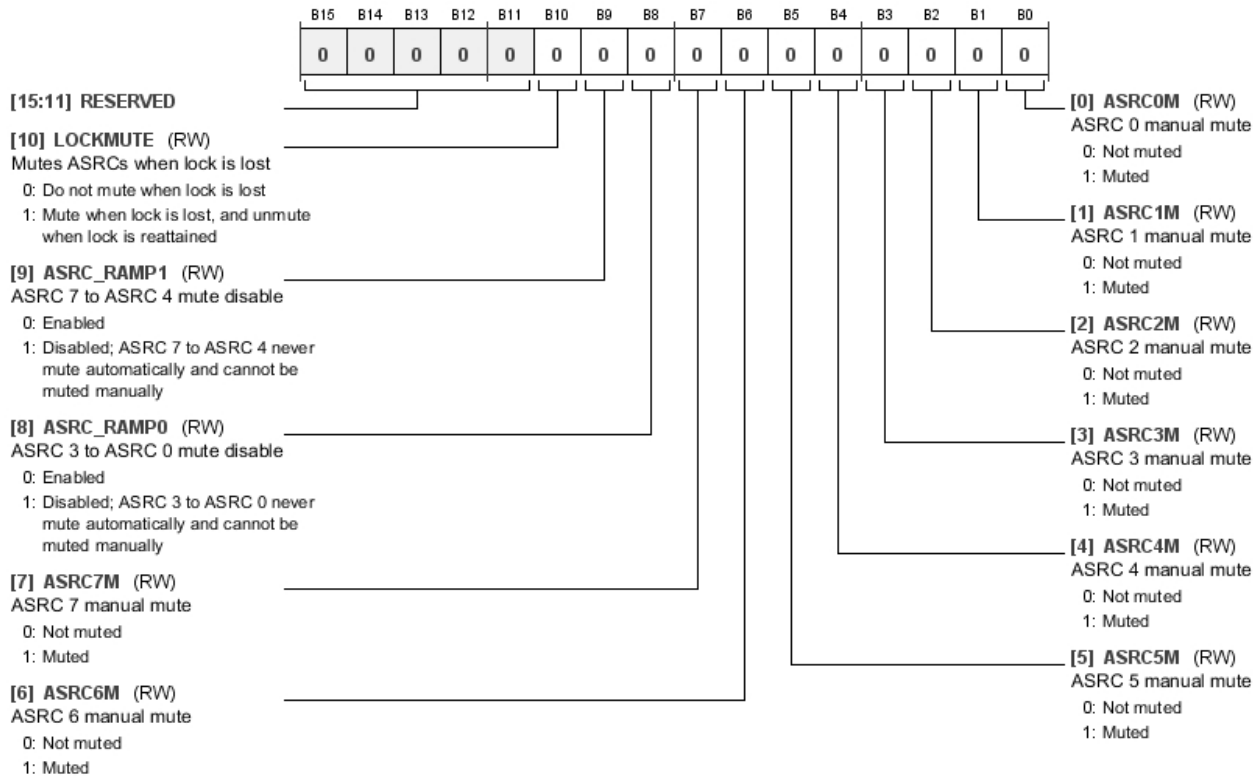 B15 B14 B13 B12 B11 B10 B9 B8 B7 B6 B5 B4 B3 B2 B1 B0
0 0 0 0 0 0 0 0 0 0 0 0 0 0 0 0
[15:11] RESERVED
[10] LOCKMUTE (RW)
Mutes ASRCs when lock is lost
0: Do not mute when lock is lost
1: Mute when lock is lost, and unmute
when lock is reattained
[9] ASRC_RAMP1 (RW)
ASRC 7 to ASRC 4 mute disable
0: Enabled
1: Disabled; ASRC 7 to ASRC 4 never
mute automatically and cannot be
muted manually
[8] ASRC_RAMP0 (RW)
ASRC 3 to ASRC 0 mute disable
0: Enabled
1: Disabled; ASRC 3 to ASRC 0 never
mute automatically and cannot be
muted manually
[7] ASRC7M (RW)
ASRC 7 manual mute
0: Not muted
1: Muted
[6] ASRC6M (RW)
ASRC 6 manual mute
0: Not muted
1: Muted
[0] ASRC0M (RW)
ASRC 0 manual mute
0: Not muted
1: Muted
[1] ASRC1M (RW)
ASRC 1 manual mute
0: Not muted
1: Muted
[2] ASRC2M (RW)
ASRC 2 manual mute
0: Not muted
1: Muted
[3] ASRC3M (RW)
ASRC 3 manual mute
0: Not muted
1: Muted
[4] ASRC4M (RW)
ASRC 4 manual mute
0: Not muted
1: Muted
[5] ASRC5M (RW)
ASRC 5 manual mute
0: Not muted
1: Muted